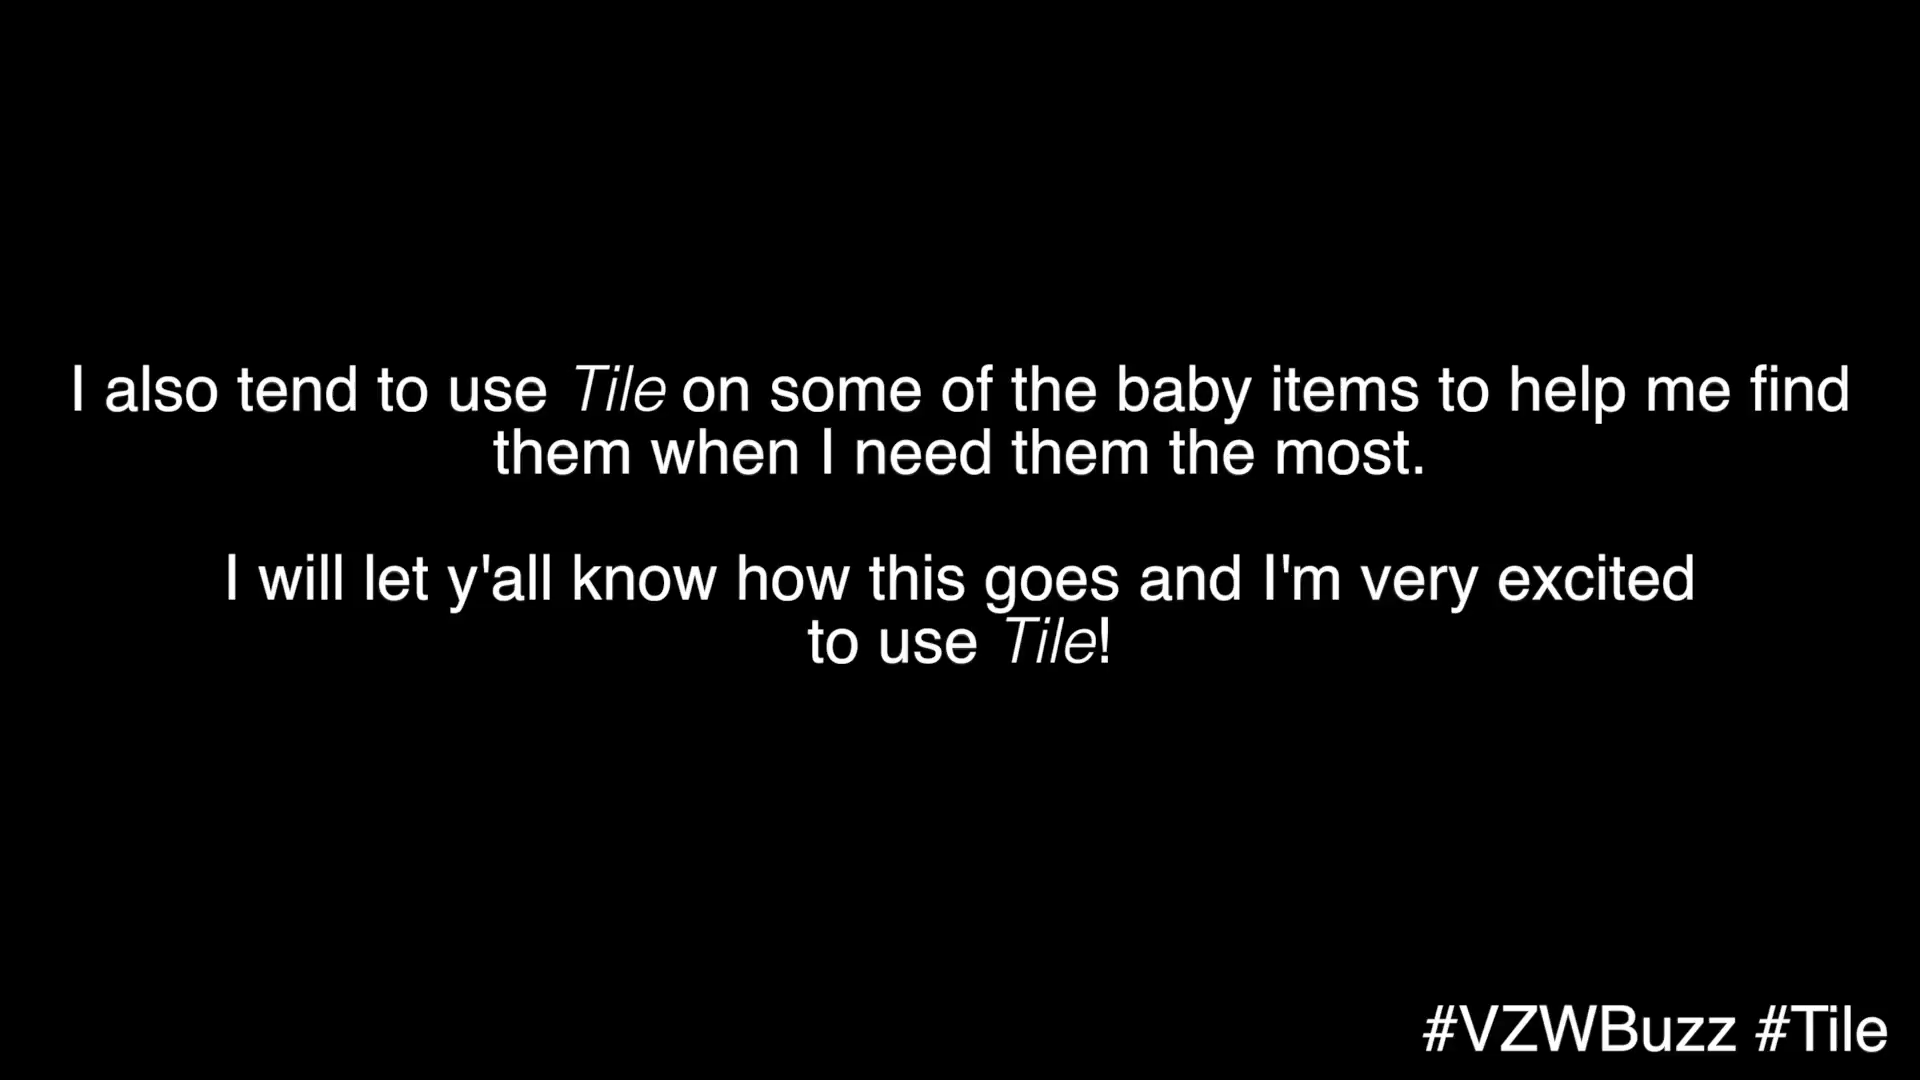 I also tend to use Tile on some of the baby items to help me find
them when I need them the most.
I will let y'all know how this goes and I'm very excited
to use Tile!
#VZWBuzz #Tile